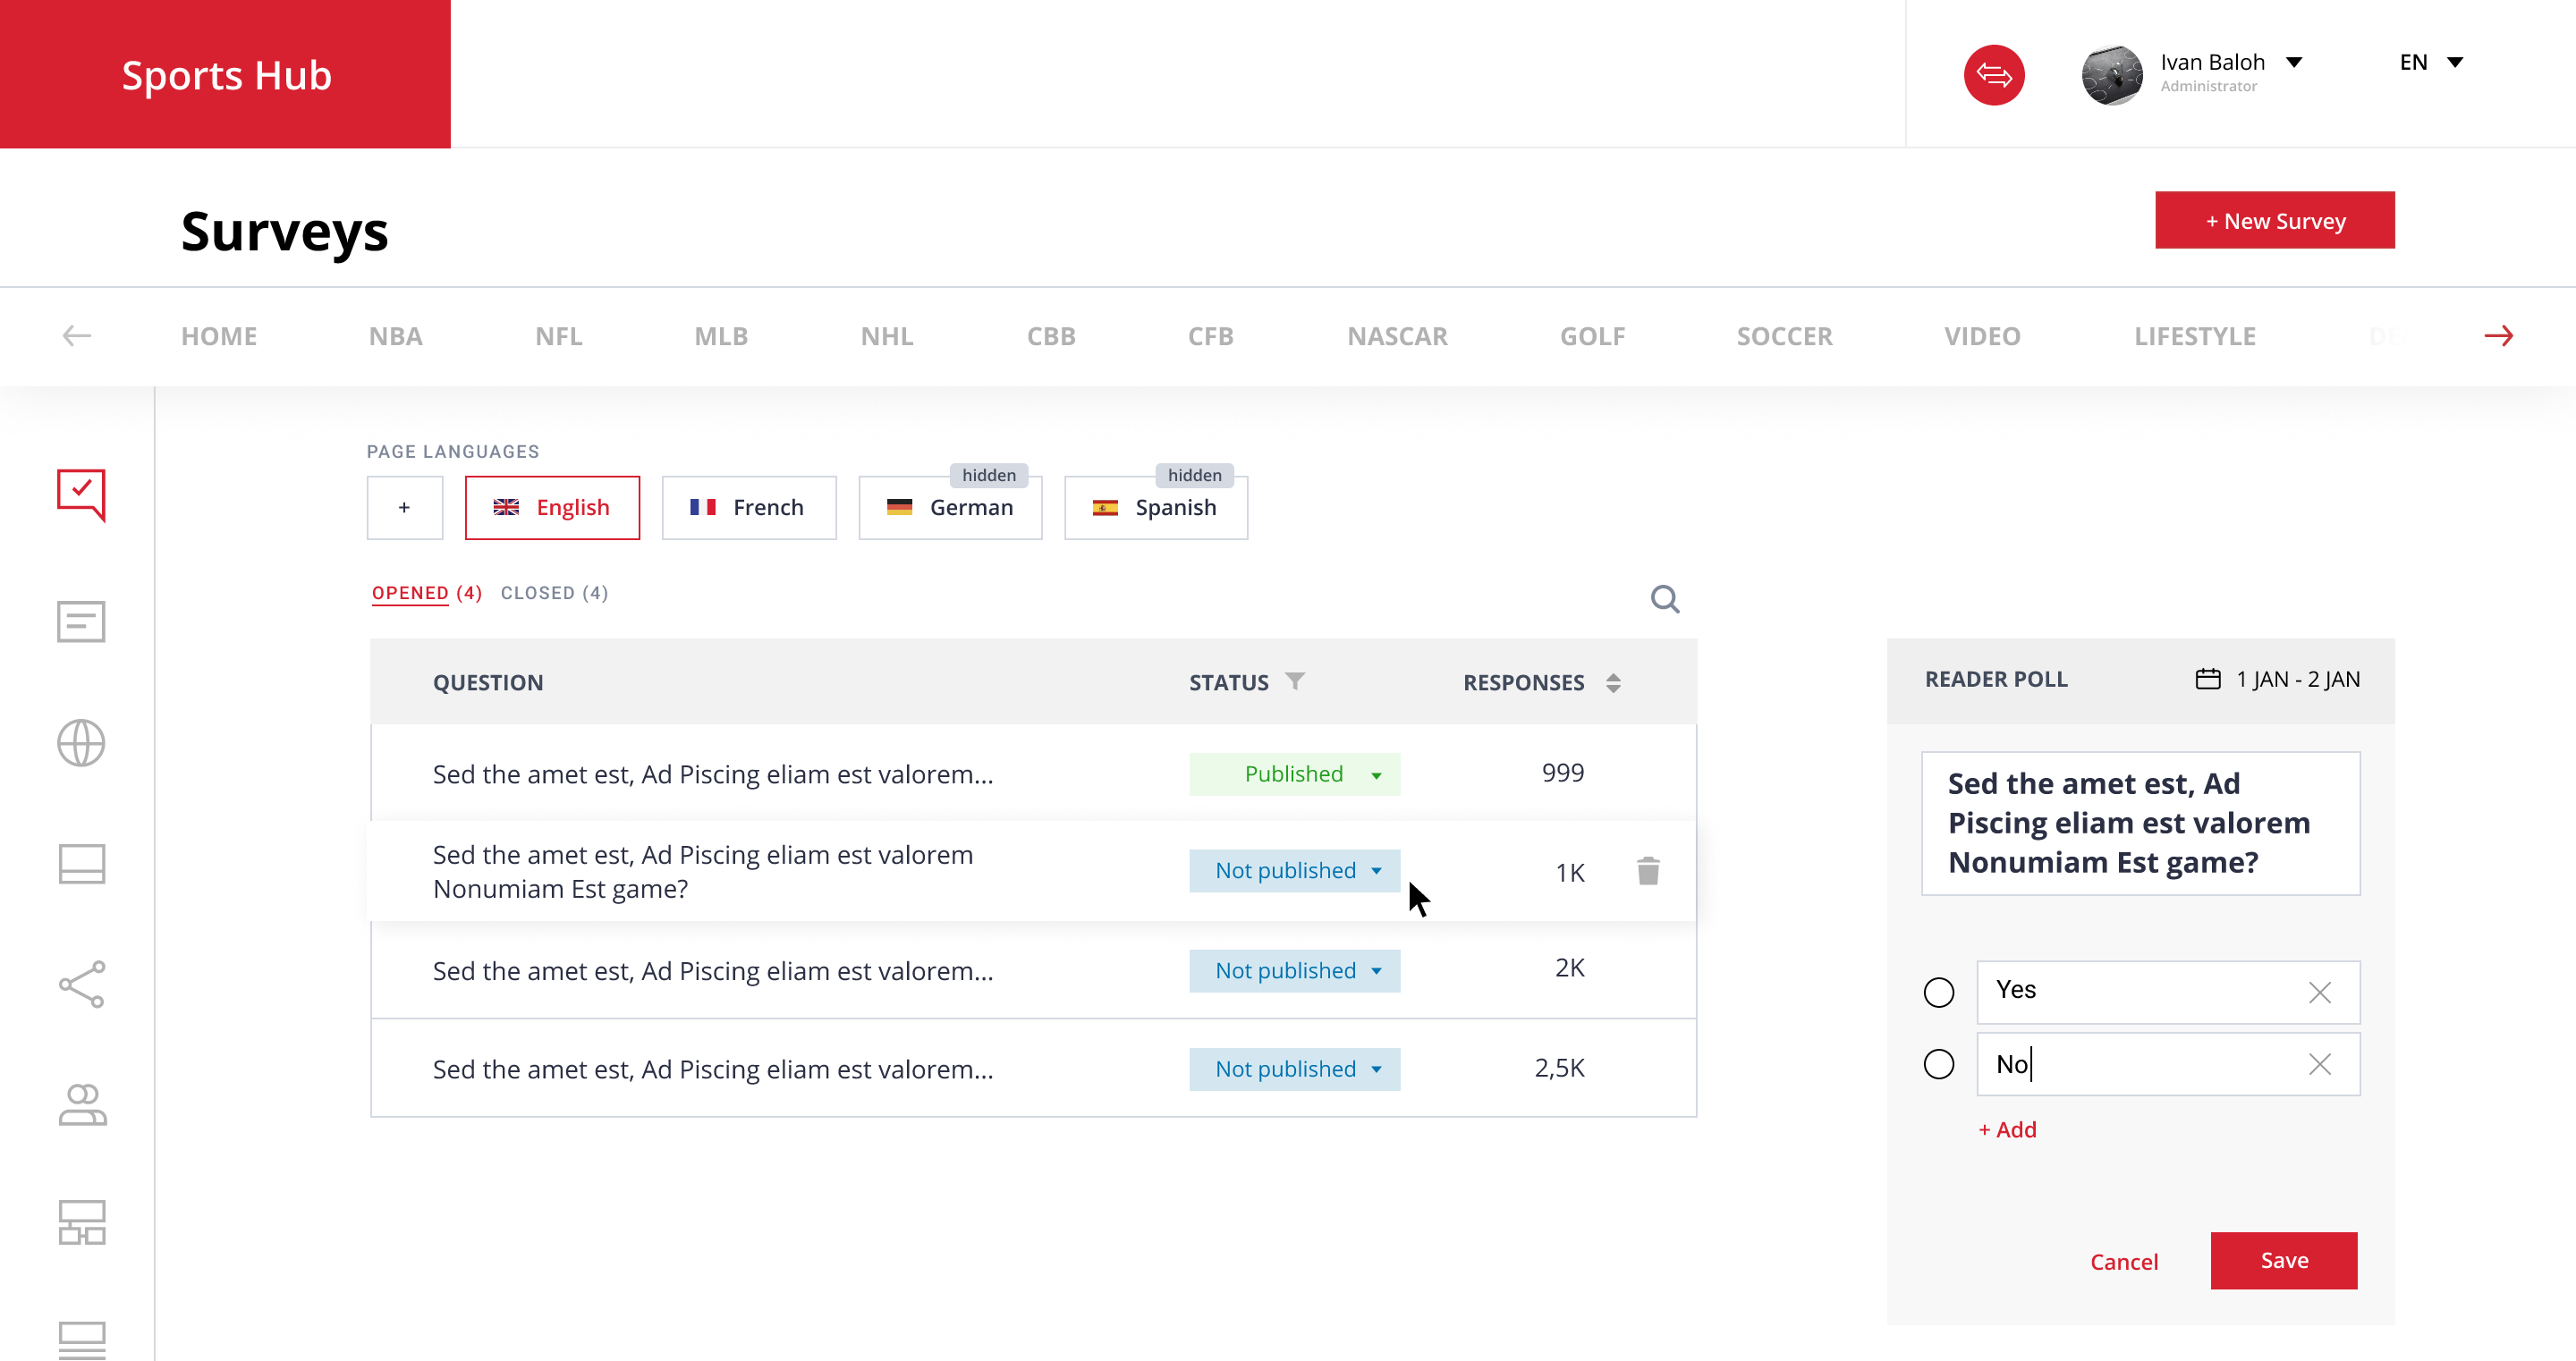 Sports Hub
Ivan Baloh
Administrator
EN
Surveys
+ New Survey
HOME NBA NFL MLB NHL CBB CFB NASCAR GOLF SOCCER VIDEO LIFESTYLE
PAGE LANGUAGES
hidden hidden
+ English French German Spanish
OPENED (4) CLOSED (4)
QUESTION STATUS RESPONSES
Sed the amet est, Ad Piscing eliam est valorem... Published 999
Sed the amet est, Ad Piscing eliam est valorem
Nonumiam Est game?
Not published 1K
Sed the amet est, Ad Piscing eliam est valorem... Not published 2K
Sed the amet est, Ad Piscing eliam est valorem... Not published 2,5K
READER POLL 1 JAN - 2 JAN
Sed the amet est, Ad
Piscing eliam est valorem
Nonumiam Est game?
Yes
No
+ Add
Cancel Save